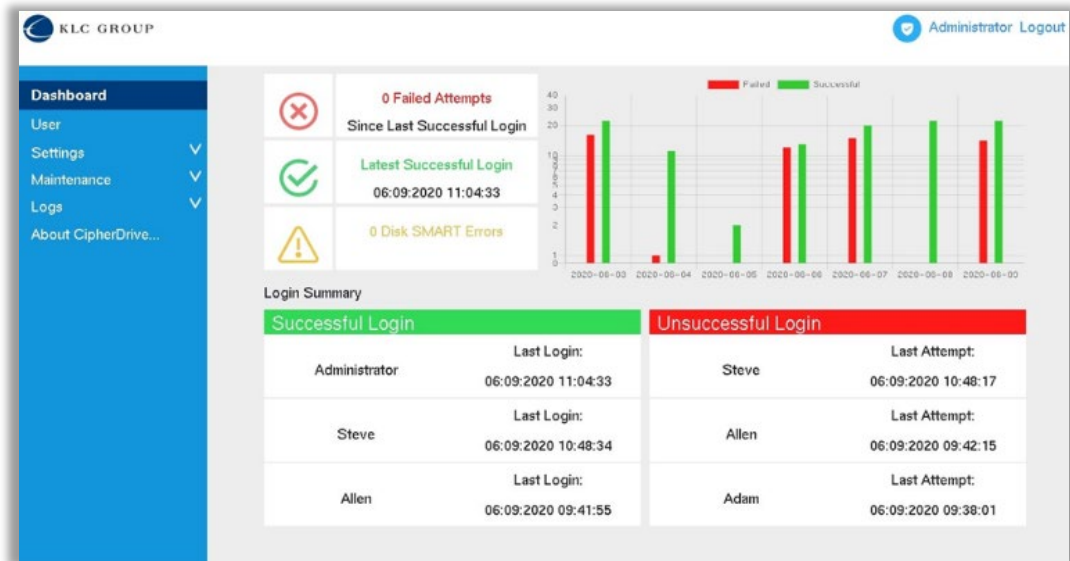 KLC GROUP
Administrator Logout
Dashboard
User
Settings
Maintenance
Logs
About CipherDrive...
0 Failed Attempts
Since Last Successful Login
Latest Successful Login
06:09:2020 11:04:33
0 Disk SMART Errors
Failed Successful
40
30
20
10
5
4
3
2
1
0
2020-06-03 2020-06-04 2020-06-05 2020-06-06 2020-06-07 2020-06-08 2020-06-09
Login Summary
Successful Login
Administrator
Last Login:
06:09:2020 11:04:33
Steve
Last Login:
06:09:2020 10:48:34
Allen
Last Login:
06:09:2020 09:41:55
Unsuccessful Login
Steve
Last Attempt:
06:09:2020 10:48:17
Allen
Last Attempt:
06:09:2020 09:42:15
Adam
Last Attempt:
06:09:2020 09:38:01